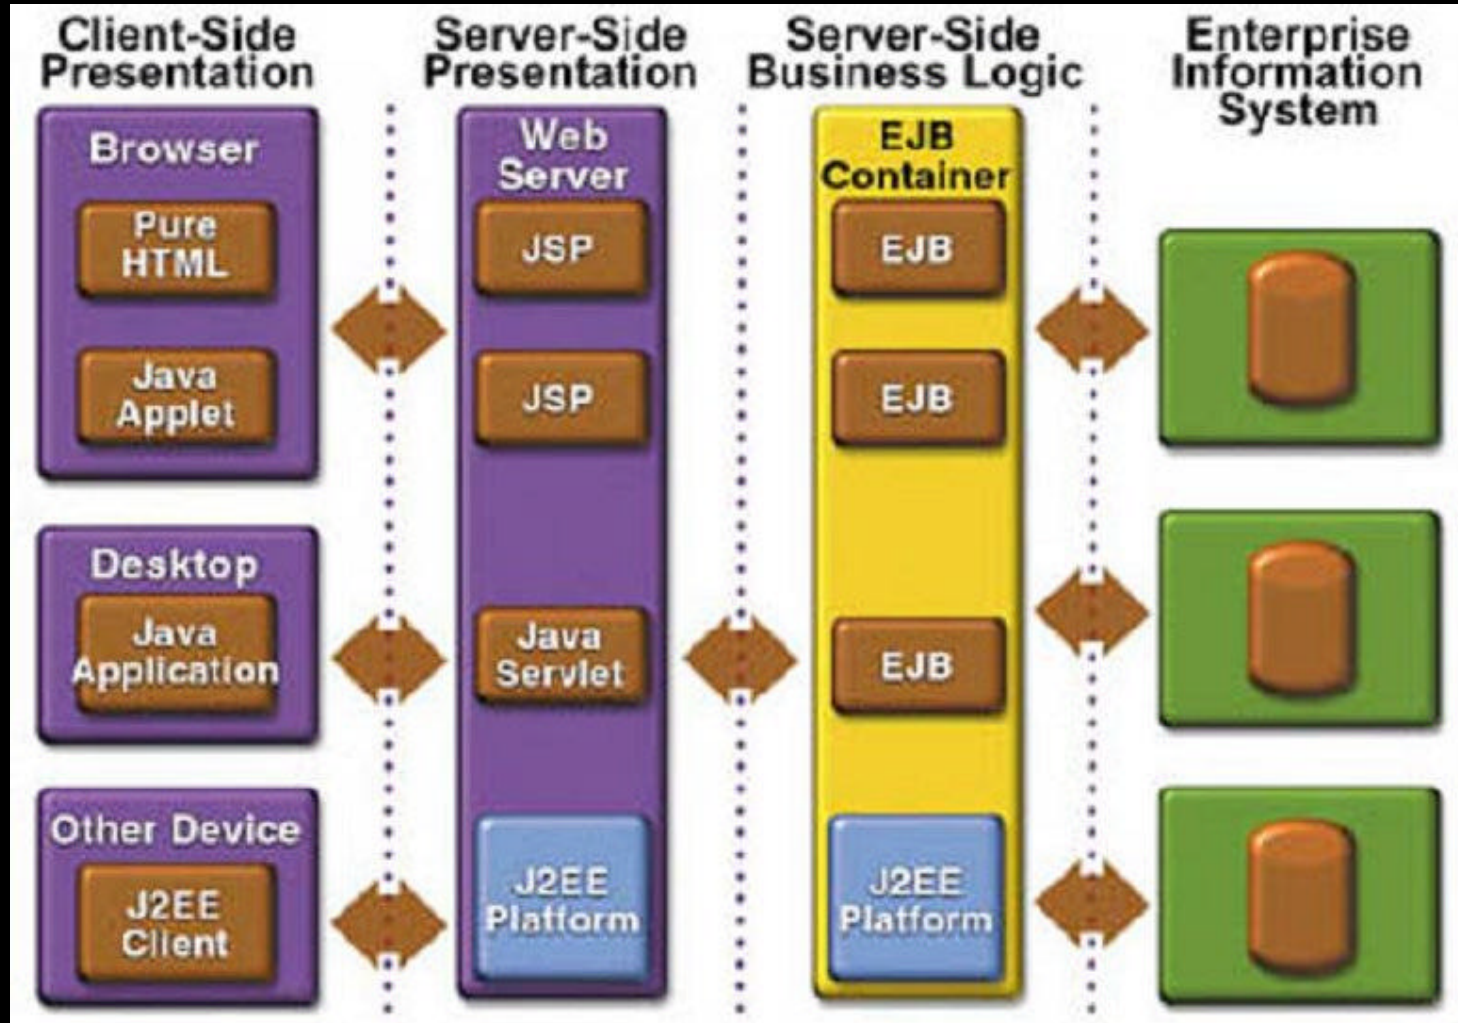 Client-Side
Presentation
Browser
Pure
HTML
Java
Applet
Desktop
Java
Application
Other Device
J2EE
Client
Server-Side
Presentation
Web
Server
JSP
JSP
Java
Servlet
J2EE
Platform
Server-Side
Business Logic
EJB
Container
EJB
EJB
EJB
J2EE
Platform
Enterprise
Information
System